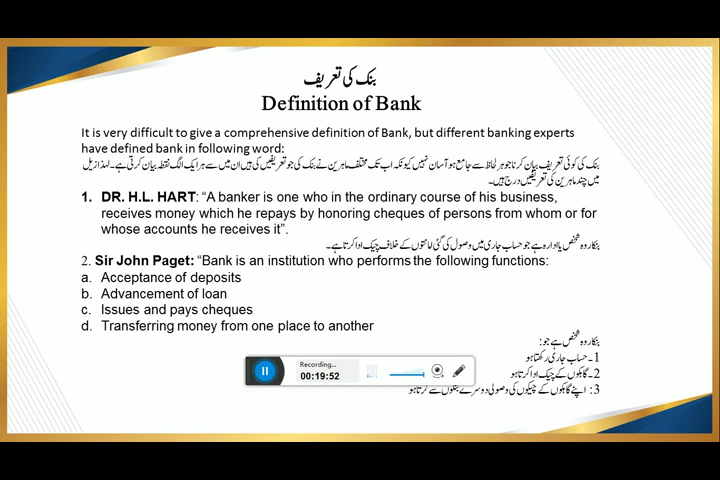 بنک کی تعریف
Definition of Bank
It is very difficult to give a comprehensive definition of Bank, but different banking experts
have defined bank in following word:
بنک کی کوئی تعریف بیان کرنا جو ہر لحاظ سے جامع ہو آسان نہیں کیونکہ اب تک مختلف ماہرین نے بنک کی جو تعریفیں کی ہیں ان میں سے ہر ایک الگ نقطہ بیان کرتی ہے۔ لہذا زیل
میں چند ماہرین کی تعریفیں درج ہیں۔
1. DR. H.L. HART: “A banker is one who in the ordinary course of his business,
receives money which he repays by honoring cheques of persons from whom or for
whose accounts he receives it”.
بنکار وہ شخص یا ادارہ ہے جو حساب جاری میں وصول کی گئی امانتوں کے خلاف چیک ادا کرتا ہے۔
2. Sir John Paget: “Bank is an institution who performs the following functions:
a. Acceptance of deposits
b. Advancement of loan
c. Issues and pays cheques
d. Transferring money from one place to another
بنکار وہ شخص ہے جو:
1۔ حساب جاری رکھتا ہو
2۔ گاہکوں کے چیک ادا کرتا ہو
3: اپنے گاہکوں کے چیکوں کی وصولی دوسرے بنکوں سے کرتا ہو
Recording...
00:19:52